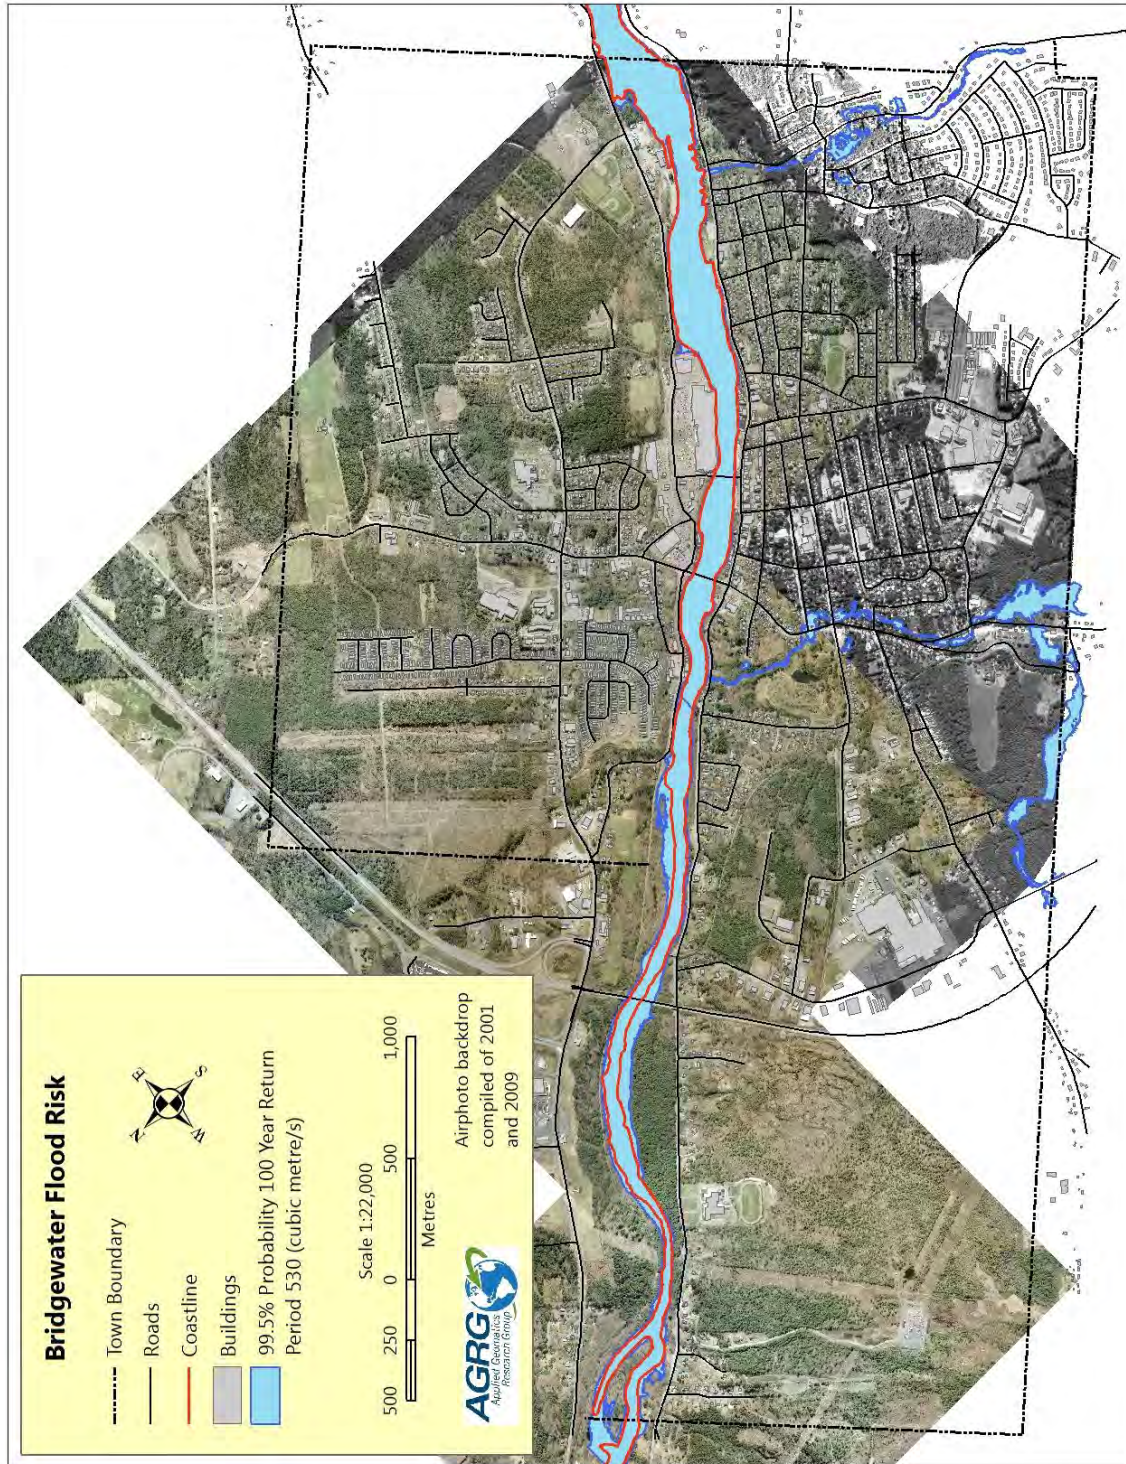 Bridgewater Flood Risk
Town Boundary
Roads
Coastline
Buildings
99.5% Probability 100 Year Return
Period 530 (cubic metre/s)
N
E
S
W
Scale 1:22,000
500
250
0
500
1,000
Metres
AGRG
Applied Geomatics
Research Group
Airphoto backdrop
compiled of 2001
and 2009